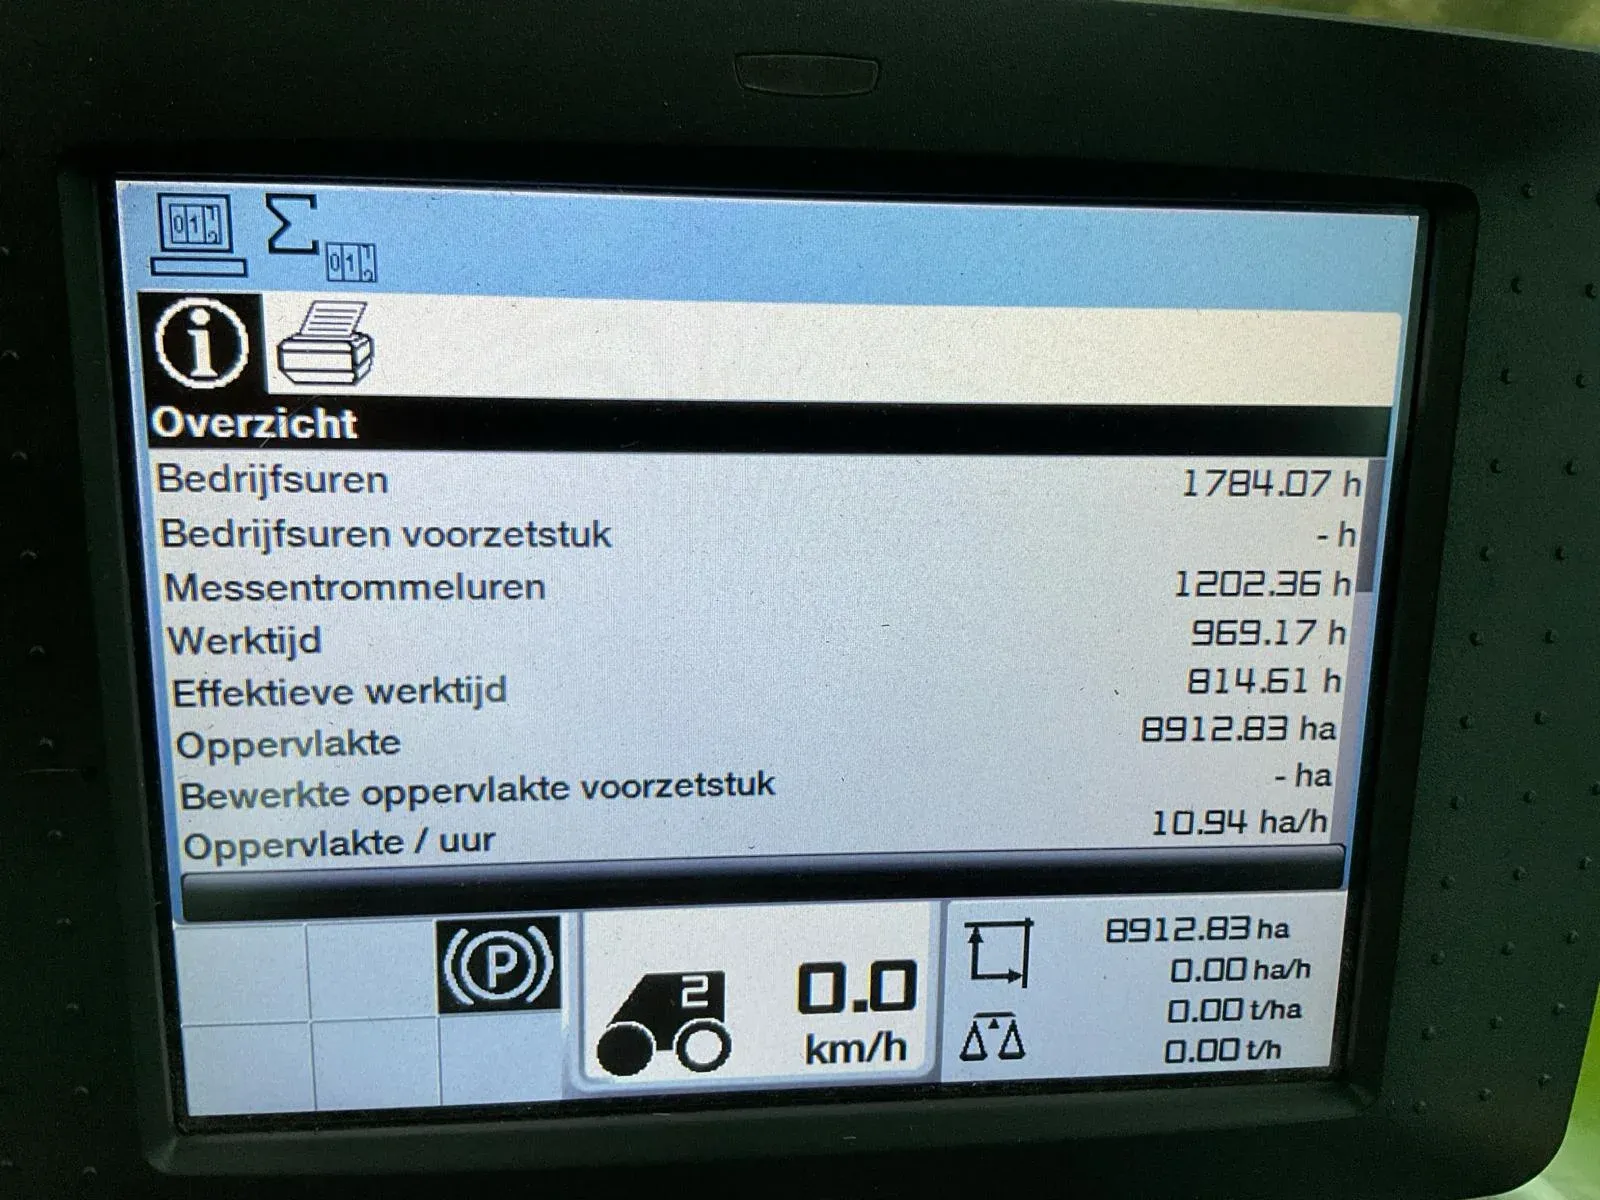 Overzicht
Bedrijfsuren 1784.07 h
Bedrijfsuren voorzetstuk - h
Messentrommeluren 1202.36 h
Werktijd 969.17 h
Effektieve werktijd 814.61 h
Oppervlakte 8912.83 ha
Bewerkte oppervlakte voorzetstuk - ha
Oppervlakte / uur 10.94 ha/h
P
2
0.0
km/h
8912.83 ha
0.00 ha/h
0.00 t/ha
0.00 t/h